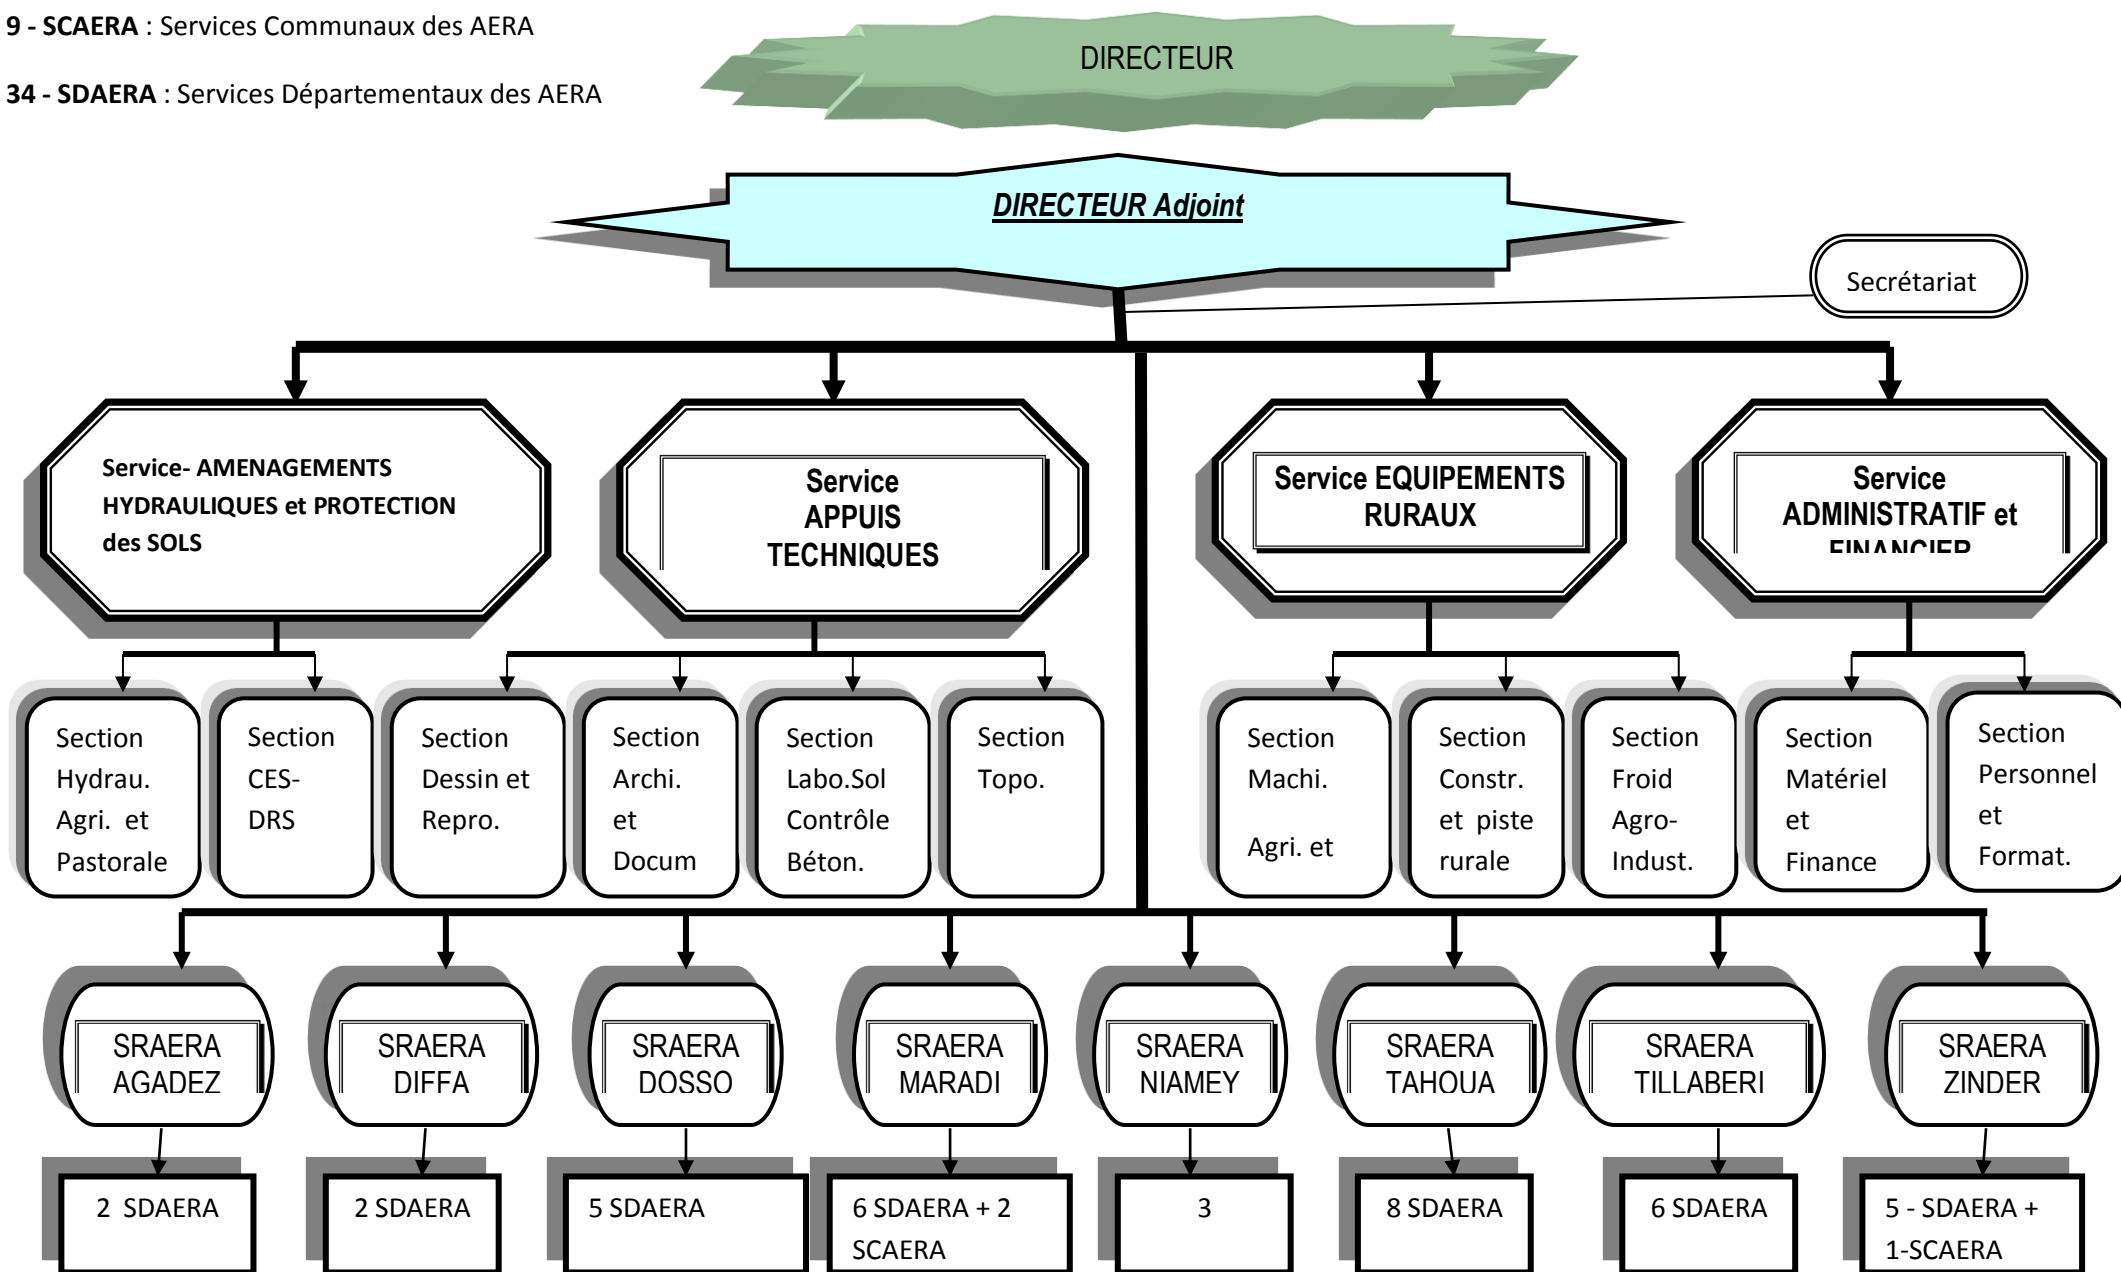 9 - SCAERA : Services Communaux des AERA
34 - SDAERA : Services Départementaux des AERA
DIRECTEUR
DIRECTEUR Adjoint
Secrétariat
Service- AMENAGEMENTS
HYDRAULIQUES et PROTECTION
des SOLS
Service
APPUIS
TECHNIQUES
Service EQUIPEMENTS
RURAUX
Service
ADMINISTRATIF et
FINANCIER
Section
Hydrau.
Agri. et
Pastorale
Section
CES-
DRS
Section
Dessin et
Repro.
Section
Archi.
et
Docum
Section
Labo.Sol
Contrôle
Béton.
Section
Topo.
Section
Machi.
Agri. et
Section
Constr.
et piste
rurale
Section
Froid
Agro-
Indust.
Section
Matériel
et
Finance
Section
Personnel
et
Format.
SRAERA
AGADEZ
SRAERA
DIFFA
SRAERA
DOSSO
SRAERA
MARADI
SRAERA
NIAMEY
SRAERA
TAHOUA
SRAERA
TILLABERI
SRAERA
ZINDER
2 SDAERA
2 SDAERA
5 SDAERA
6 SDAERA + 2
SCAERA
3
8 SDAERA
6 SDAERA
5 - SDAERA +
1-SCAERA